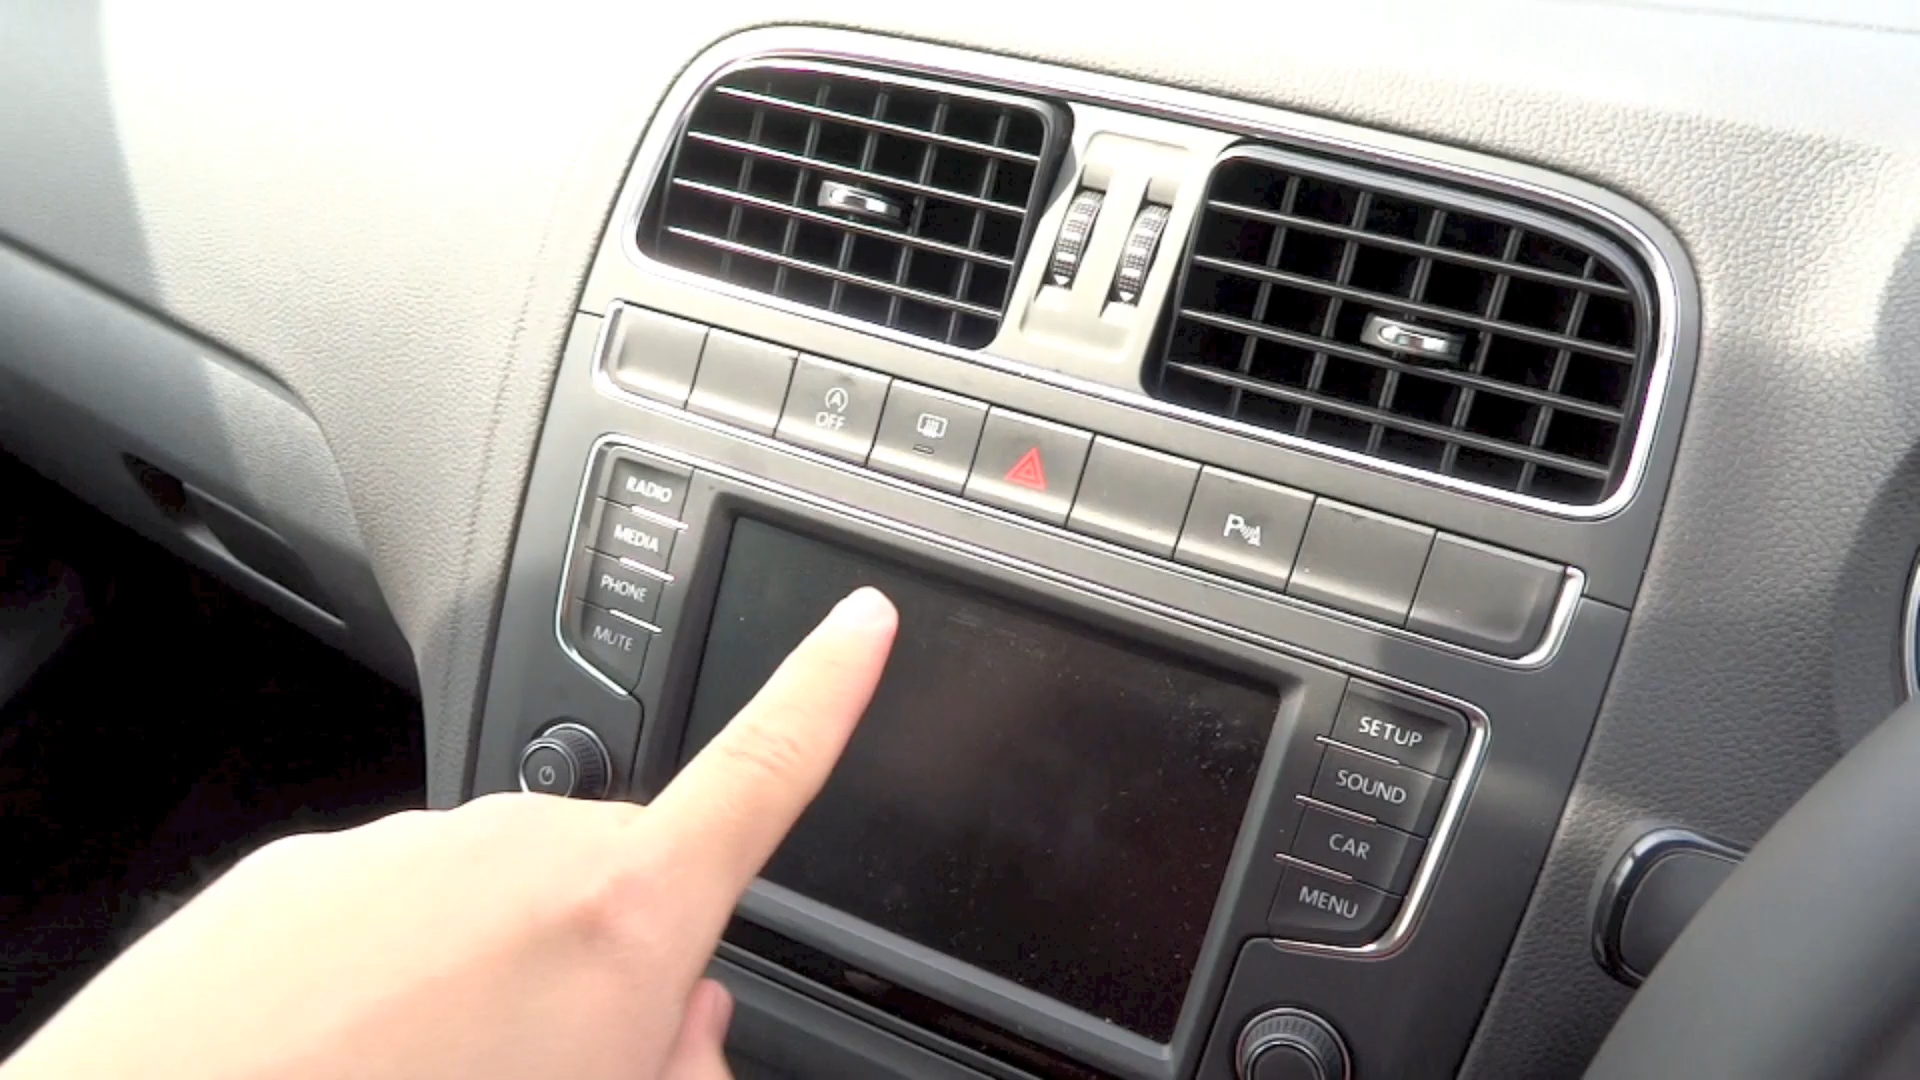 A
OFF
P
RADIO
MEDIA
PHONE
MUTE
SETUP
SOUND
CAR
MENU